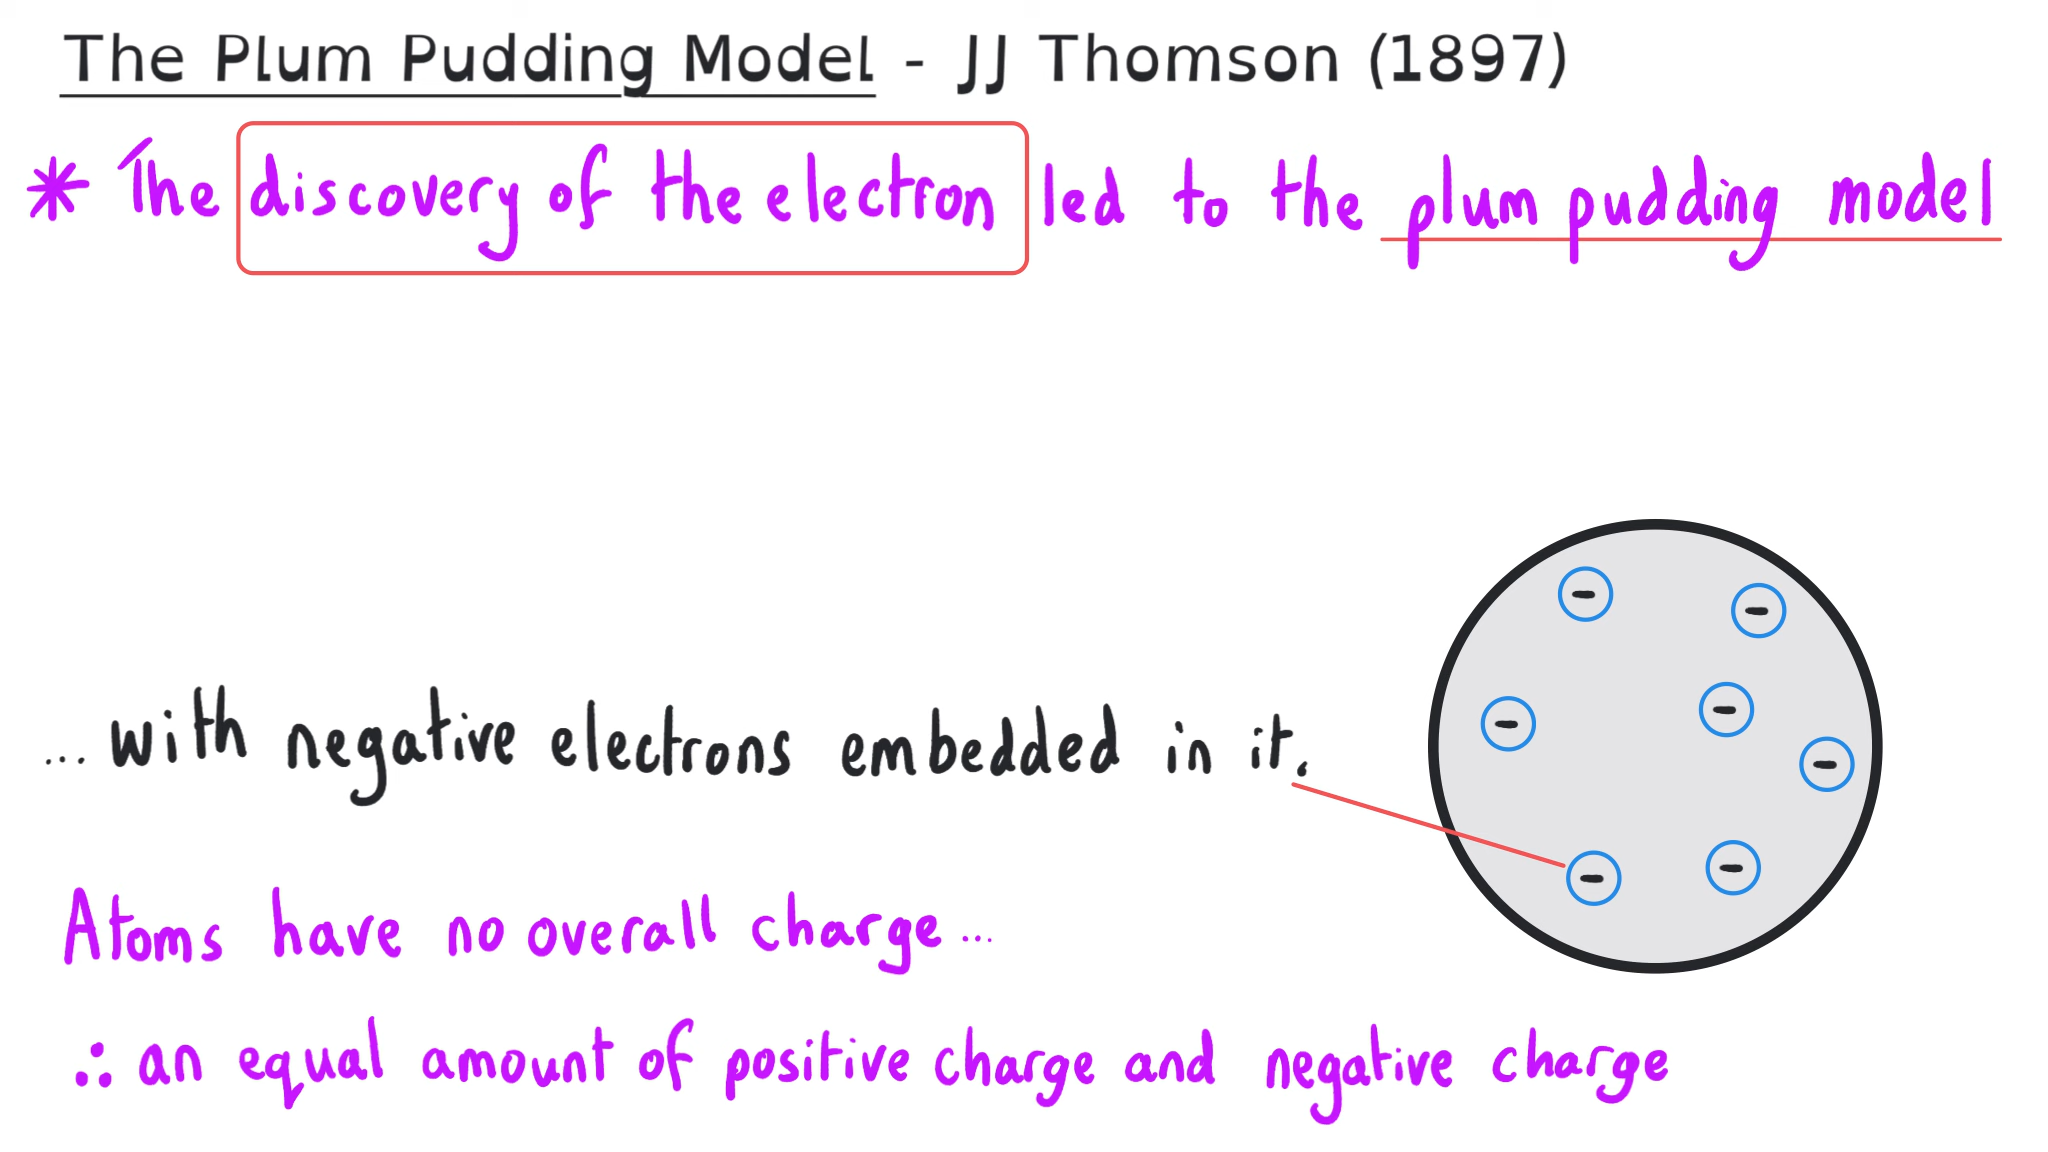 The Plum Pudding Model - JJ Thomson (1897)
* The discovery of the electron led to the plum pudding model
... with negative electrons embedded in it.
Atoms have no overall charge...
∴ an equal amount of positive charge and negative charge
-
-
-
-
-
-
-